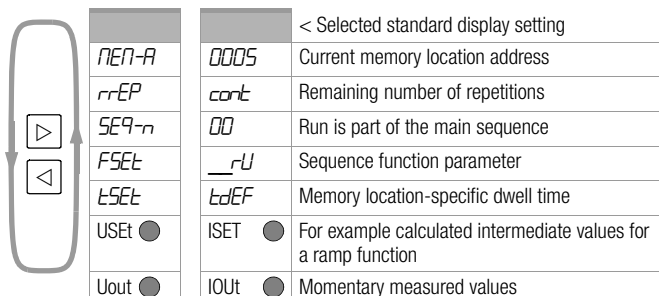 < Selected standard display setting
MEM-A 0005 Current memory location address
rrEP cont Remaining number of repetitions
SEq-n 00 Run is part of the main sequence
FSEt __rU Sequence function parameter
tSEt tdEF Memory location-specific dwell time
USEt ISET For example calculated intermediate values for
a ramp function
Uout IOUt Momentary measured values